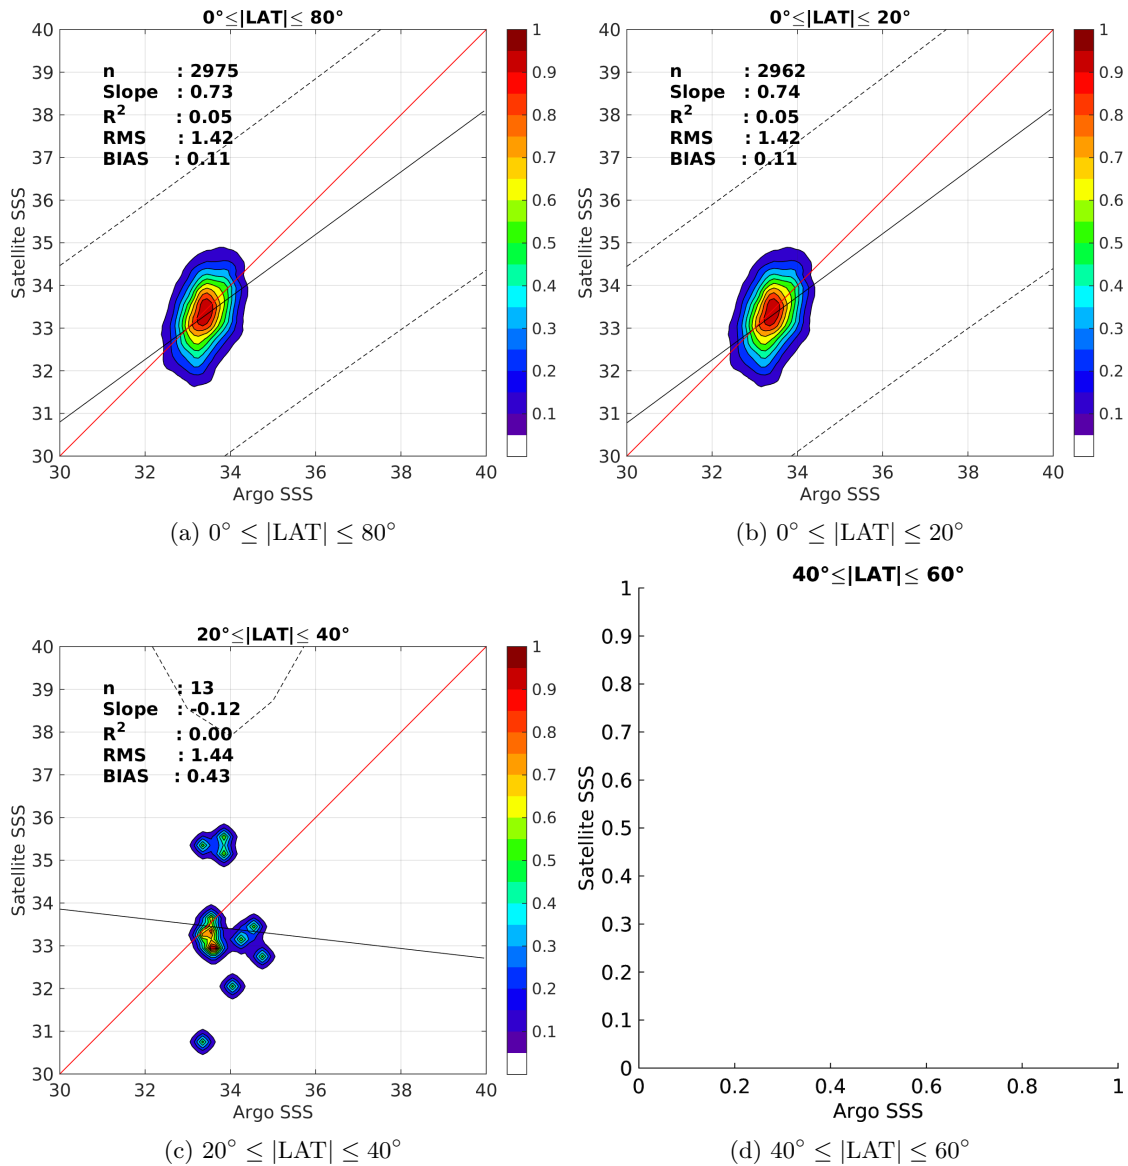 0°≤|LAT|≤ 80°
40
39
38
37
36
35
34
33
32
31
30
Satellite SSS
n : 2975
Slope : 0.73
R² : 0.05
RMS : 1.42
BIAS : 0.11
30 32 34 36 38 40
Argo SSS
1
0.9
0.8
0.7
0.6
0.5
0.4
0.3
0.2
0.1
(a) 0° ≤ |LAT| ≤ 80°
0°≤|LAT|≤ 20°
40
39
38
37
36
35
34
33
32
31
30
Satellite SSS
n : 2962
Slope : 0.74
R² : 0.05
RMS : 1.42
BIAS : 0.11
30 32 34 36 38 40
Argo SSS
1
0.9
0.8
0.7
0.6
0.5
0.4
0.3
0.2
0.1
(b) 0° ≤ |LAT| ≤ 20°
20°≤|LAT|≤ 40°
40
39
38
37
36
35
34
33
32
31
30
Satellite SSS
n : 13
Slope : -0.12
R² : 0.00
RMS : 1.44
BIAS : 0.43
30 32 34 36 38 40
Argo SSS
1
0.9
0.8
0.7
0.6
0.5
0.4
0.3
0.2
0.1
(c) 20° ≤ |LAT| ≤ 40°
40°≤|LAT|≤ 60°
1
0.9
0.8
0.7
0.6
0.5
0.4
0.3
0.2
0.1
0
Satellite SSS
0 0.2 0.4 0.6 0.8 1
Argo SSS
(d) 40° ≤ |LAT| ≤ 60°